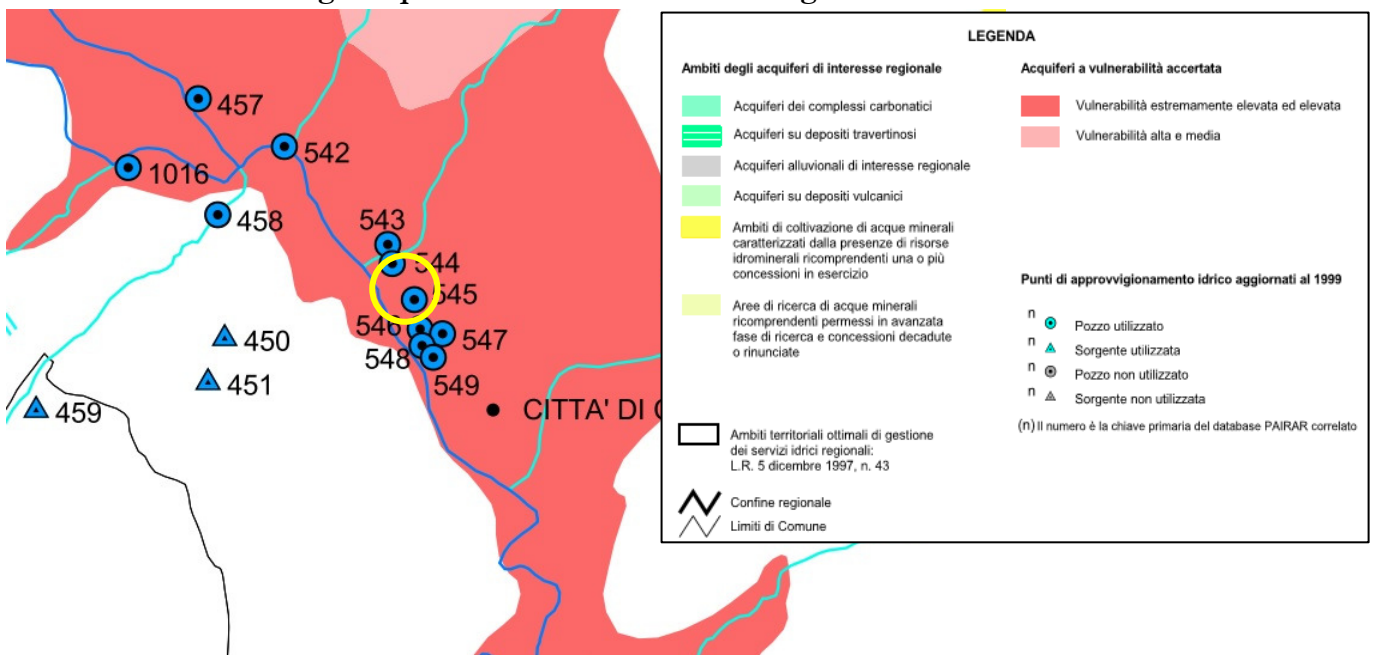 457
542
1016
458
543
544
545
546
547
548
549
450
451
459
CITTA' DI
LEGENDA
Ambiti degli acquiferi di interesse regionale
Acquiferi dei complessi carbonatici
Acquiferi su depositi travertinosi
Acquiferi alluvionali di interesse regionale
Acquiferi su depositi vulcanici
Ambiti di coltivazione di acque minerali
caratterizzati dalla presenze di risorse
idrominerali ricomprendenti una o più
concessioni in esercizio
Aree di ricerca di acque minerali
ricomprendenti permessi in avanzata
fase di ricerca e concessioni decadute
o rinunciate
Ambiti territoriali ottimali di gestione
dei servizi idrici regionali:
L.R. 5 dicembre 1997, n. 43
Confine regionale
Limiti di Comune
Acquiferi a vulnerabilità accertata
Vulnerabilità estremamente elevata ed elevata
Vulnerabilità alta e media
Punti di approvvigionamento idrico aggiornati al 1999
n Pozzo utilizzato
n Sorgente utilizzata
n Pozzo non utilizzato
n Sorgente non utilizzata
(n) Il numero è la chiave primaria del database PAIRAR correlato